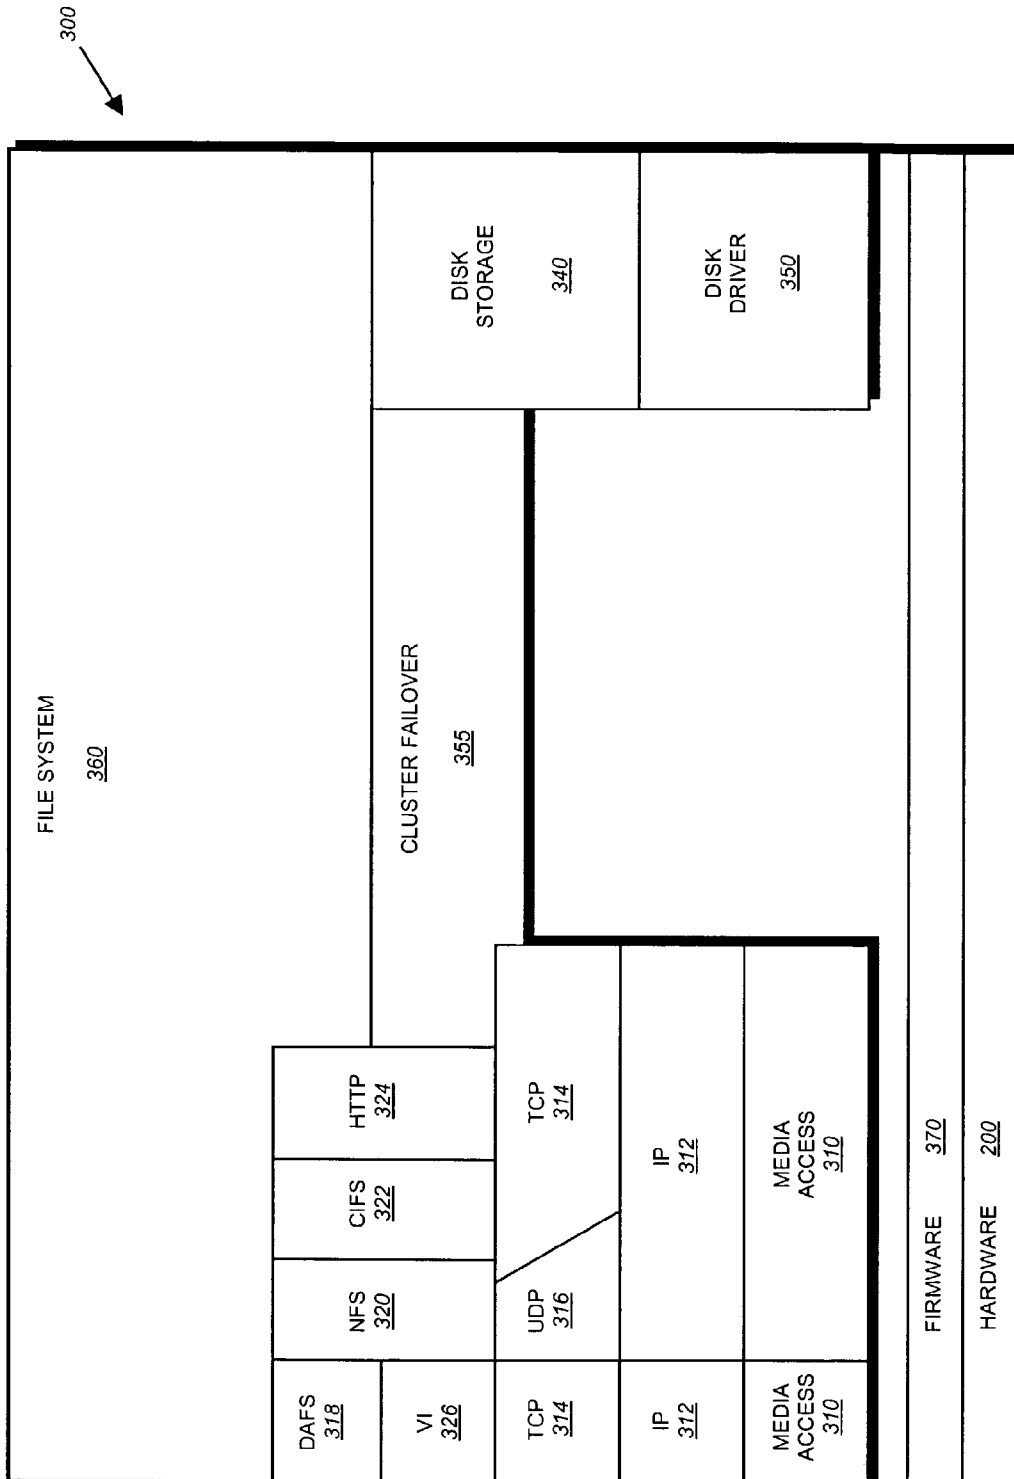 300
FILE SYSTEM
360
DAFS
318
NFS
320
CIFS
322
HTTP
324
VI
326
CLUSTER FAILOVER
355
DISK
STORAGE
340
TCP
314
UDP
316
TCP
314
IP
312
IP
312
DISK
DRIVER
350
MEDIA
ACCESS
310
MEDIA
ACCESS
310
FIRMWARE 370
HARDWARE 200